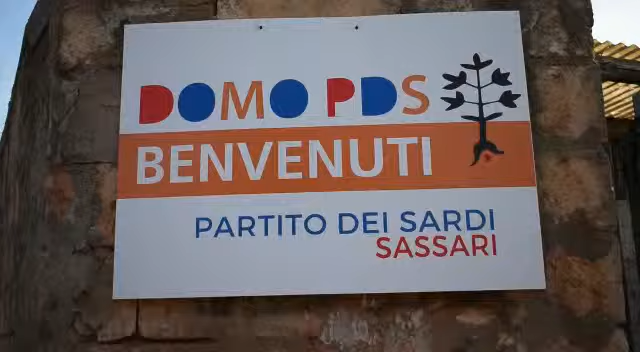 DOMO PDS
BENVENUTI
PARTITO DEI SARDI
SASSARI